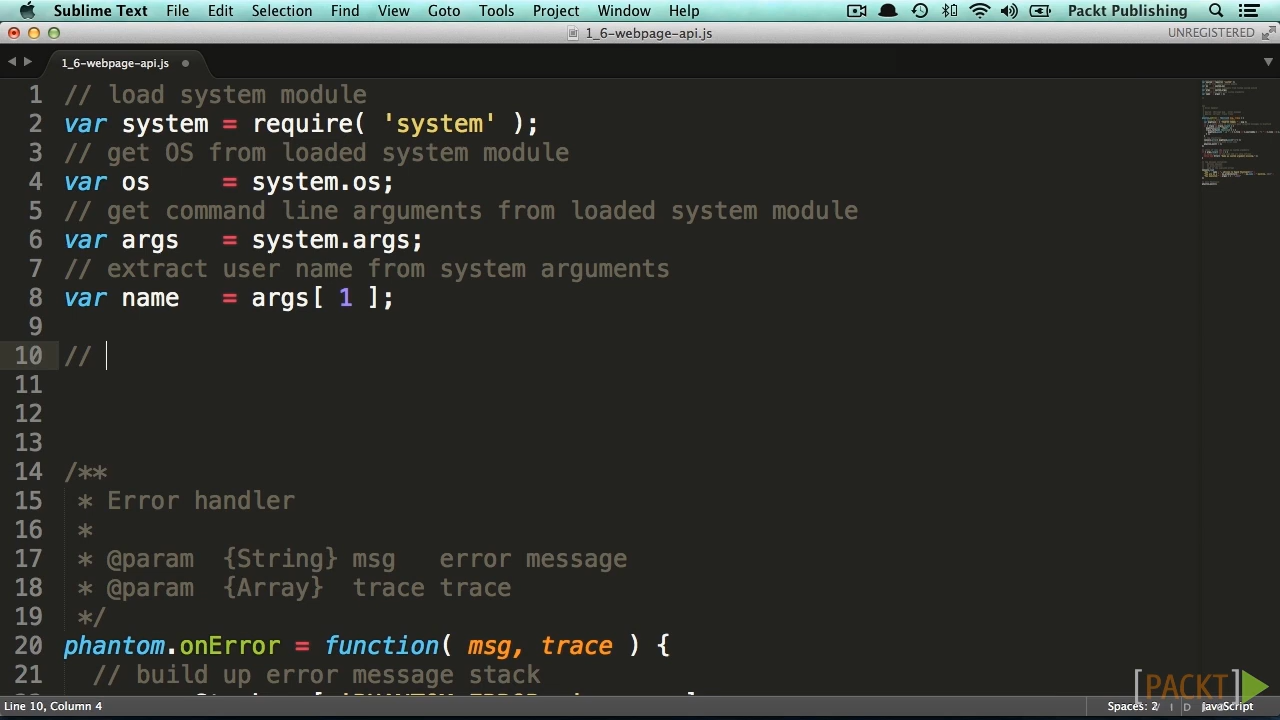 Sublime Text File Edit Selection Find View Goto Tools Project Window Help Packt Publishing
1_6-webpage-api.js UNREGISTERED
1_6-webpage-api.js
1 // load system module
2 var system = require( 'system' );
3 // get OS from loaded system module
4 var os = system.os;
5 // get command line arguments from loaded system module
6 var args = system.args;
7 // extract user name from system arguments
8 var name = args[ 1 ];
9
10 //
11
12
13
14 /**
15 * Error handler
16 *
17 * @param {String} msg error message
18 * @param {Array} trace trace
19 */
20 phantom.onError = function( msg, trace ) {
21 // build up error message stack
[PACKT]
Line 10, Column 4 Spaces: 2 JavaScript